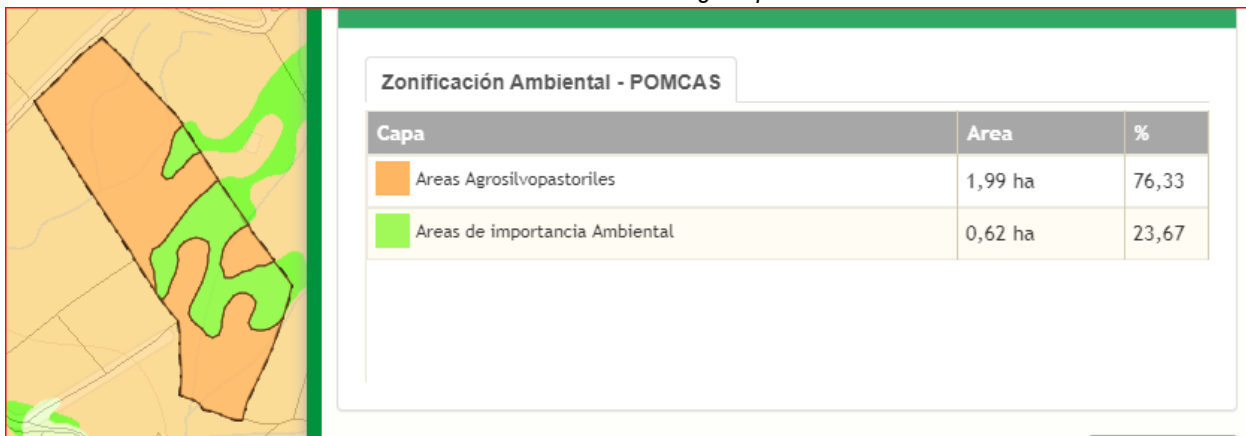 Zonificación Ambiental - POMCAS
Capa Area %
Areas Agrosilvopastoriles 1,99 ha 76,33
Areas de importancia Ambiental 0,62 ha 23,67